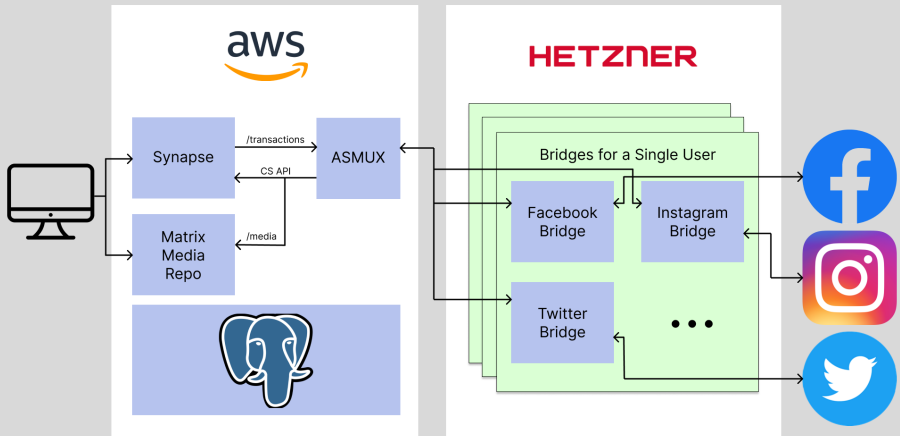 aws
HETZNER
Synapse
/transactions
ASMUX
CS API
/media
Matrix
Media
Repo
Bridges for a Single User
Facebook
Bridge
Instagram
Bridge
Twitter
Bridge
•••